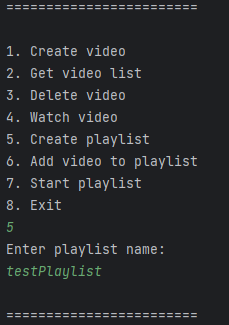 ========================
1. Create video
2. Get video list
3. Delete video
4. Watch video
5. Create playlist
6. Add video to playlist
7. Start playlist
8. Exit
5
Enter playlist name:
testPlaylist
========================